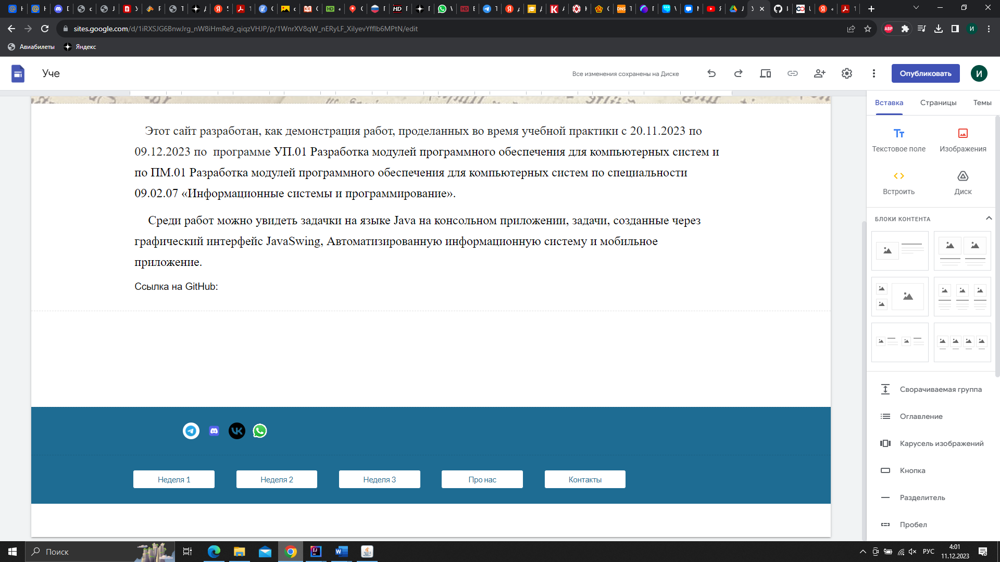 sites.google.com/d/1iRXSJG6BnwJrg_nW8iHmRe9_qiqzVHJP/p/1WnrXV8qW_nERyLF_XilyevYfflb6MPtN/edit
ABP
И
Авиабилеты
Яндекс
Уче
Все изменения сохранены на Диске
Опубликовать
И
Вставка
Страницы
Темы
Этот сайт разработан, как демонстрация работ, проделанных во время учебной практики с 20.11.2023 по
09.12.2023 по программе УП.01 Разработка модулей программного обеспечения для компьютерных систем и
по ПМ.01 Разработка модулей программного обеспечения для компьютерных систем по специальности
09.02.07 «Информационные системы и программирование».
Среди работ можно увидеть задачки на языке Java на консольном приложении, задачи, созданные через
графический интерфейс JavaSwing, Автоматизированную информационную систему и мобильное
приложение.
Ссылка на GitHub:
Неделя 1
Неделя 2
Неделя 3
Про нас
Контакты
Текстовое поле
Изображения
Встроить
Диск
БЛОКИ КОНТЕНТА
Сворачиваемая группа
Оглавление
Карусель изображений
Кнопка
Разделитель
Пробел
Поиск
РУС
4:01
11.12.2023